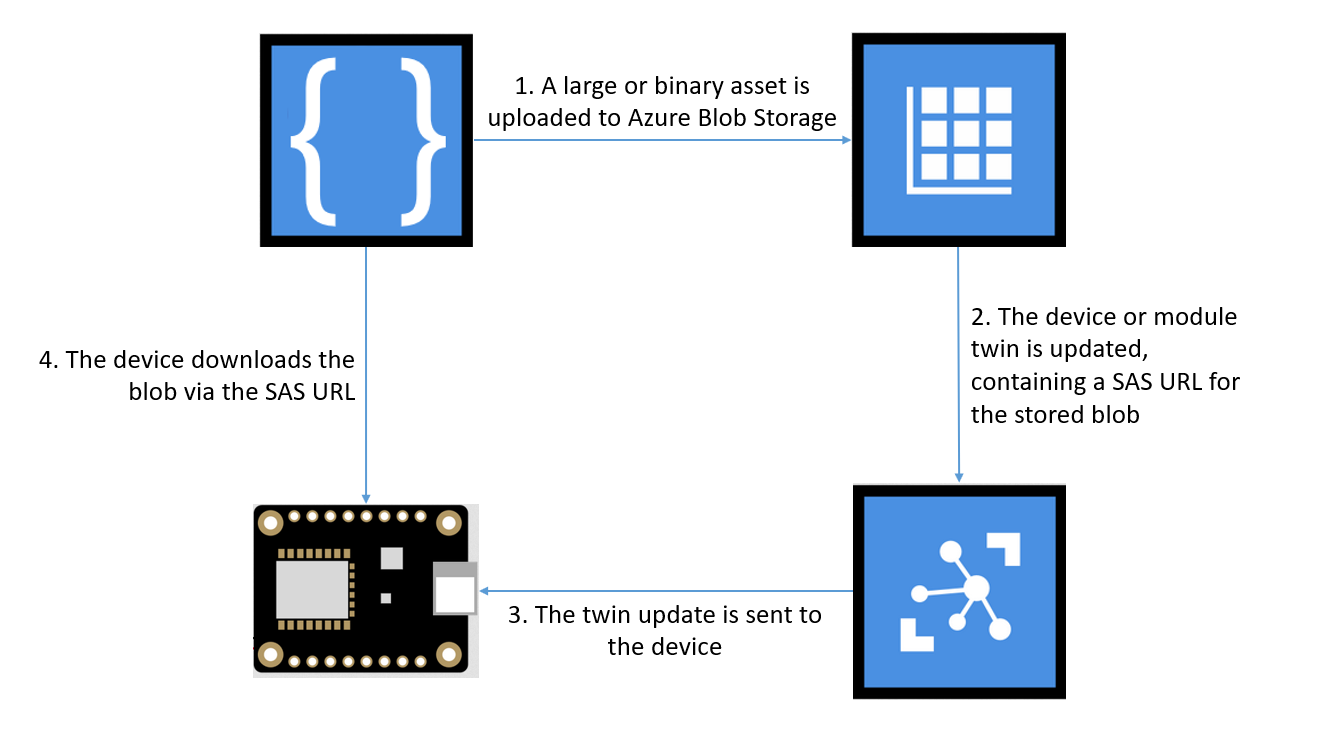 1. A large or binary asset is
uploaded to Azure Blob Storage
2. The device or module
twin is updated,
containing a SAS URL for
the stored blob
4. The device downloads the
blob via the SAS URL
3. The twin update is sent to
the device